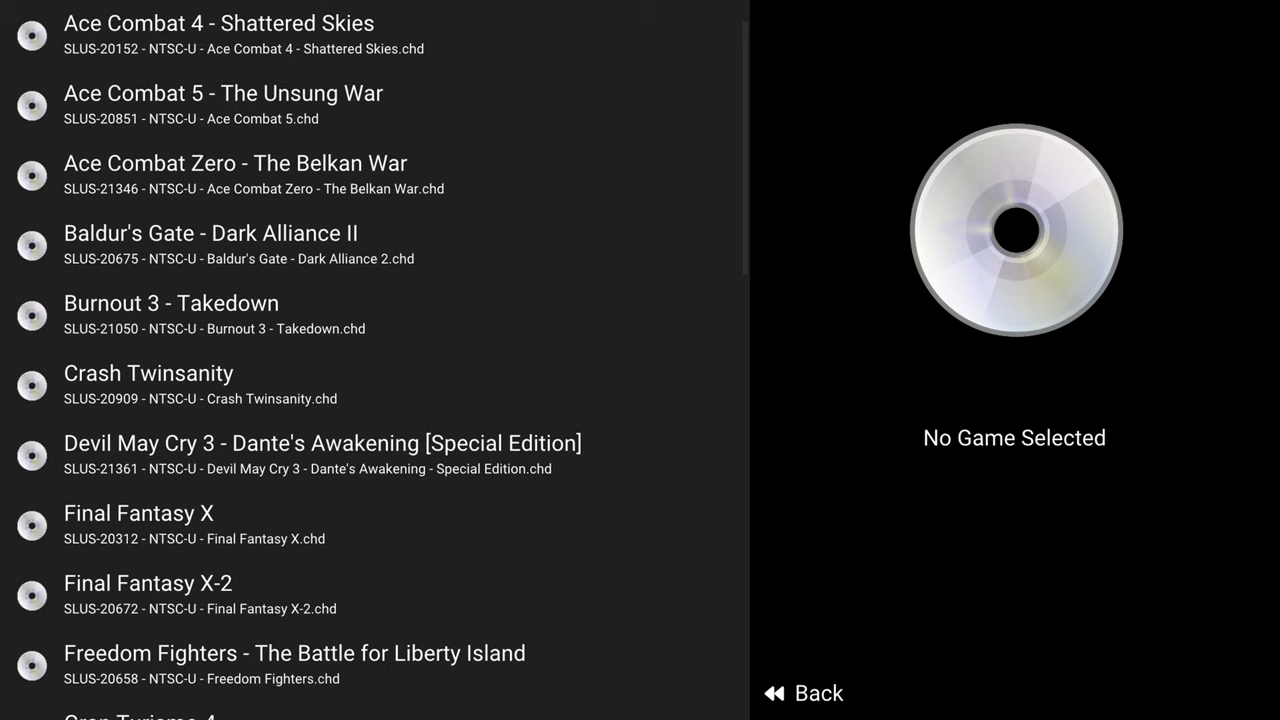 Ace Combat 4 - Shattered Skies
SLUS-20152 - NTSC-U - Ace Combat 4 - Shattered Skies.chd
Ace Combat 5 - The Unsung War
SLUS-20851 - NTSC-U - Ace Combat 5.chd
Ace Combat Zero - The Belkan War
SLUS-21346 - NTSC-U - Ace Combat Zero - The Belkan War.chd
Baldur's Gate - Dark Alliance II
SLUS-20675 - NTSC-U - Baldur's Gate - Dark Alliance 2.chd
Burnout 3 - Takedown
SLUS-21050 - NTSC-U - Burnout 3 - Takedown.chd
Crash Twinsanity
SLUS-20909 - NTSC-U - Crash Twinsanity.chd
Devil May Cry 3 - Dante's Awakening [Special Edition]
SLUS-21361 - NTSC-U - Devil May Cry 3 - Dante's Awakening - Special Edition.chd
Final Fantasy X
SLUS-20312 - NTSC-U - Final Fantasy X.chd
Final Fantasy X-2
SLUS-20672 - NTSC-U - Final Fantasy X-2.chd
Freedom Fighters - The Battle for Liberty Island
SLUS-20658 - NTSC-U - Freedom Fighters.chd
Gran Turismo 4
No Game Selected
Back